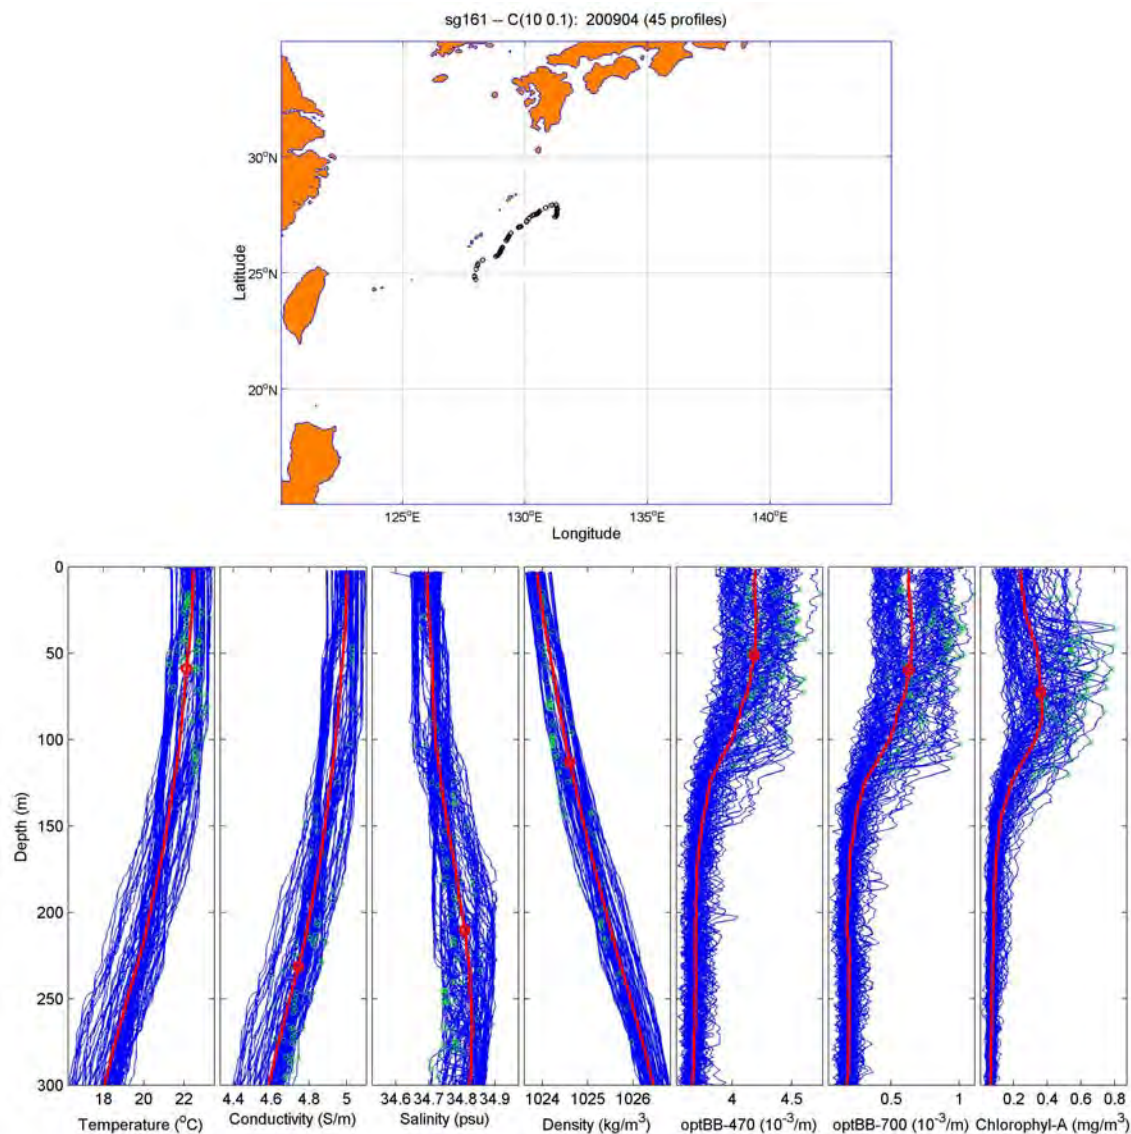 sg161 -- C(10 0.1): 200904 (45 profiles)
30°N
25°N
20°N
Latitude
125°E 130°E 135°E 140°E
Longitude
0
50
100
150
200
250
300
Depth (m)
18 20 22
4.4 4.6 4.8 5
34.6 34.7 34.8 34.9
1024 1025 1026
4 4.5
0.5 1
0.2 0.4 0.6 0.8
Temperature (°C)
Conductivity (S/m)
Salinity (psu)
Density (kg/m³)
optBB-470 (10⁻³/m)
optBB-700 (10⁻³/m)
Chlorophyl-A (mg/m³)